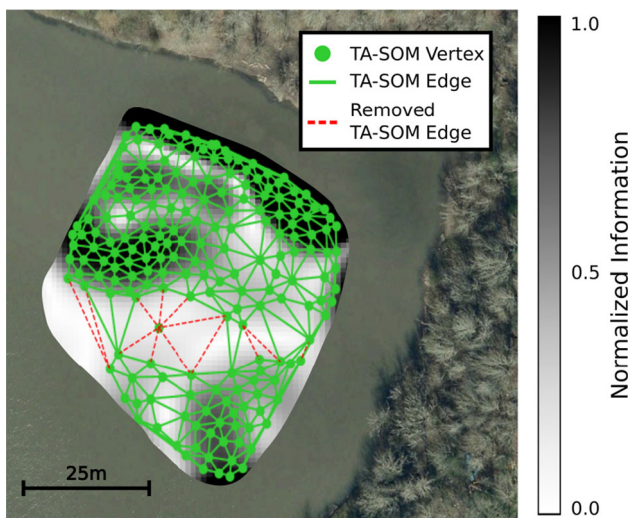 TA-SOM Vertex
TA-SOM Edge
Removed
TA-SOM Edge
25m
1.0
0.5
0.0
Normalized Information